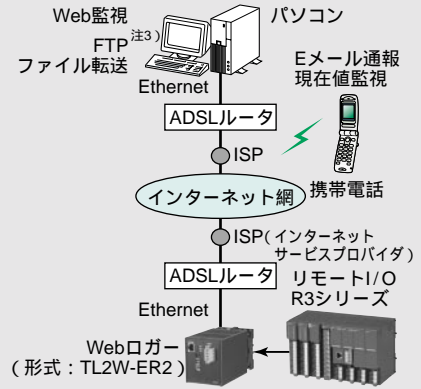 Web監視
パソコン
FTP 注3）
ファイル転送
Eメール通報
現在値監視
Ethernet
ADSLルータ
ISP
携帯電話
インターネット網
ISP（インターネット
サービスプロバイダ）
ADSLルータ
リモートI/O
R3シリーズ
Ethernet
Webロガー
（形式：TL2W-ER2）